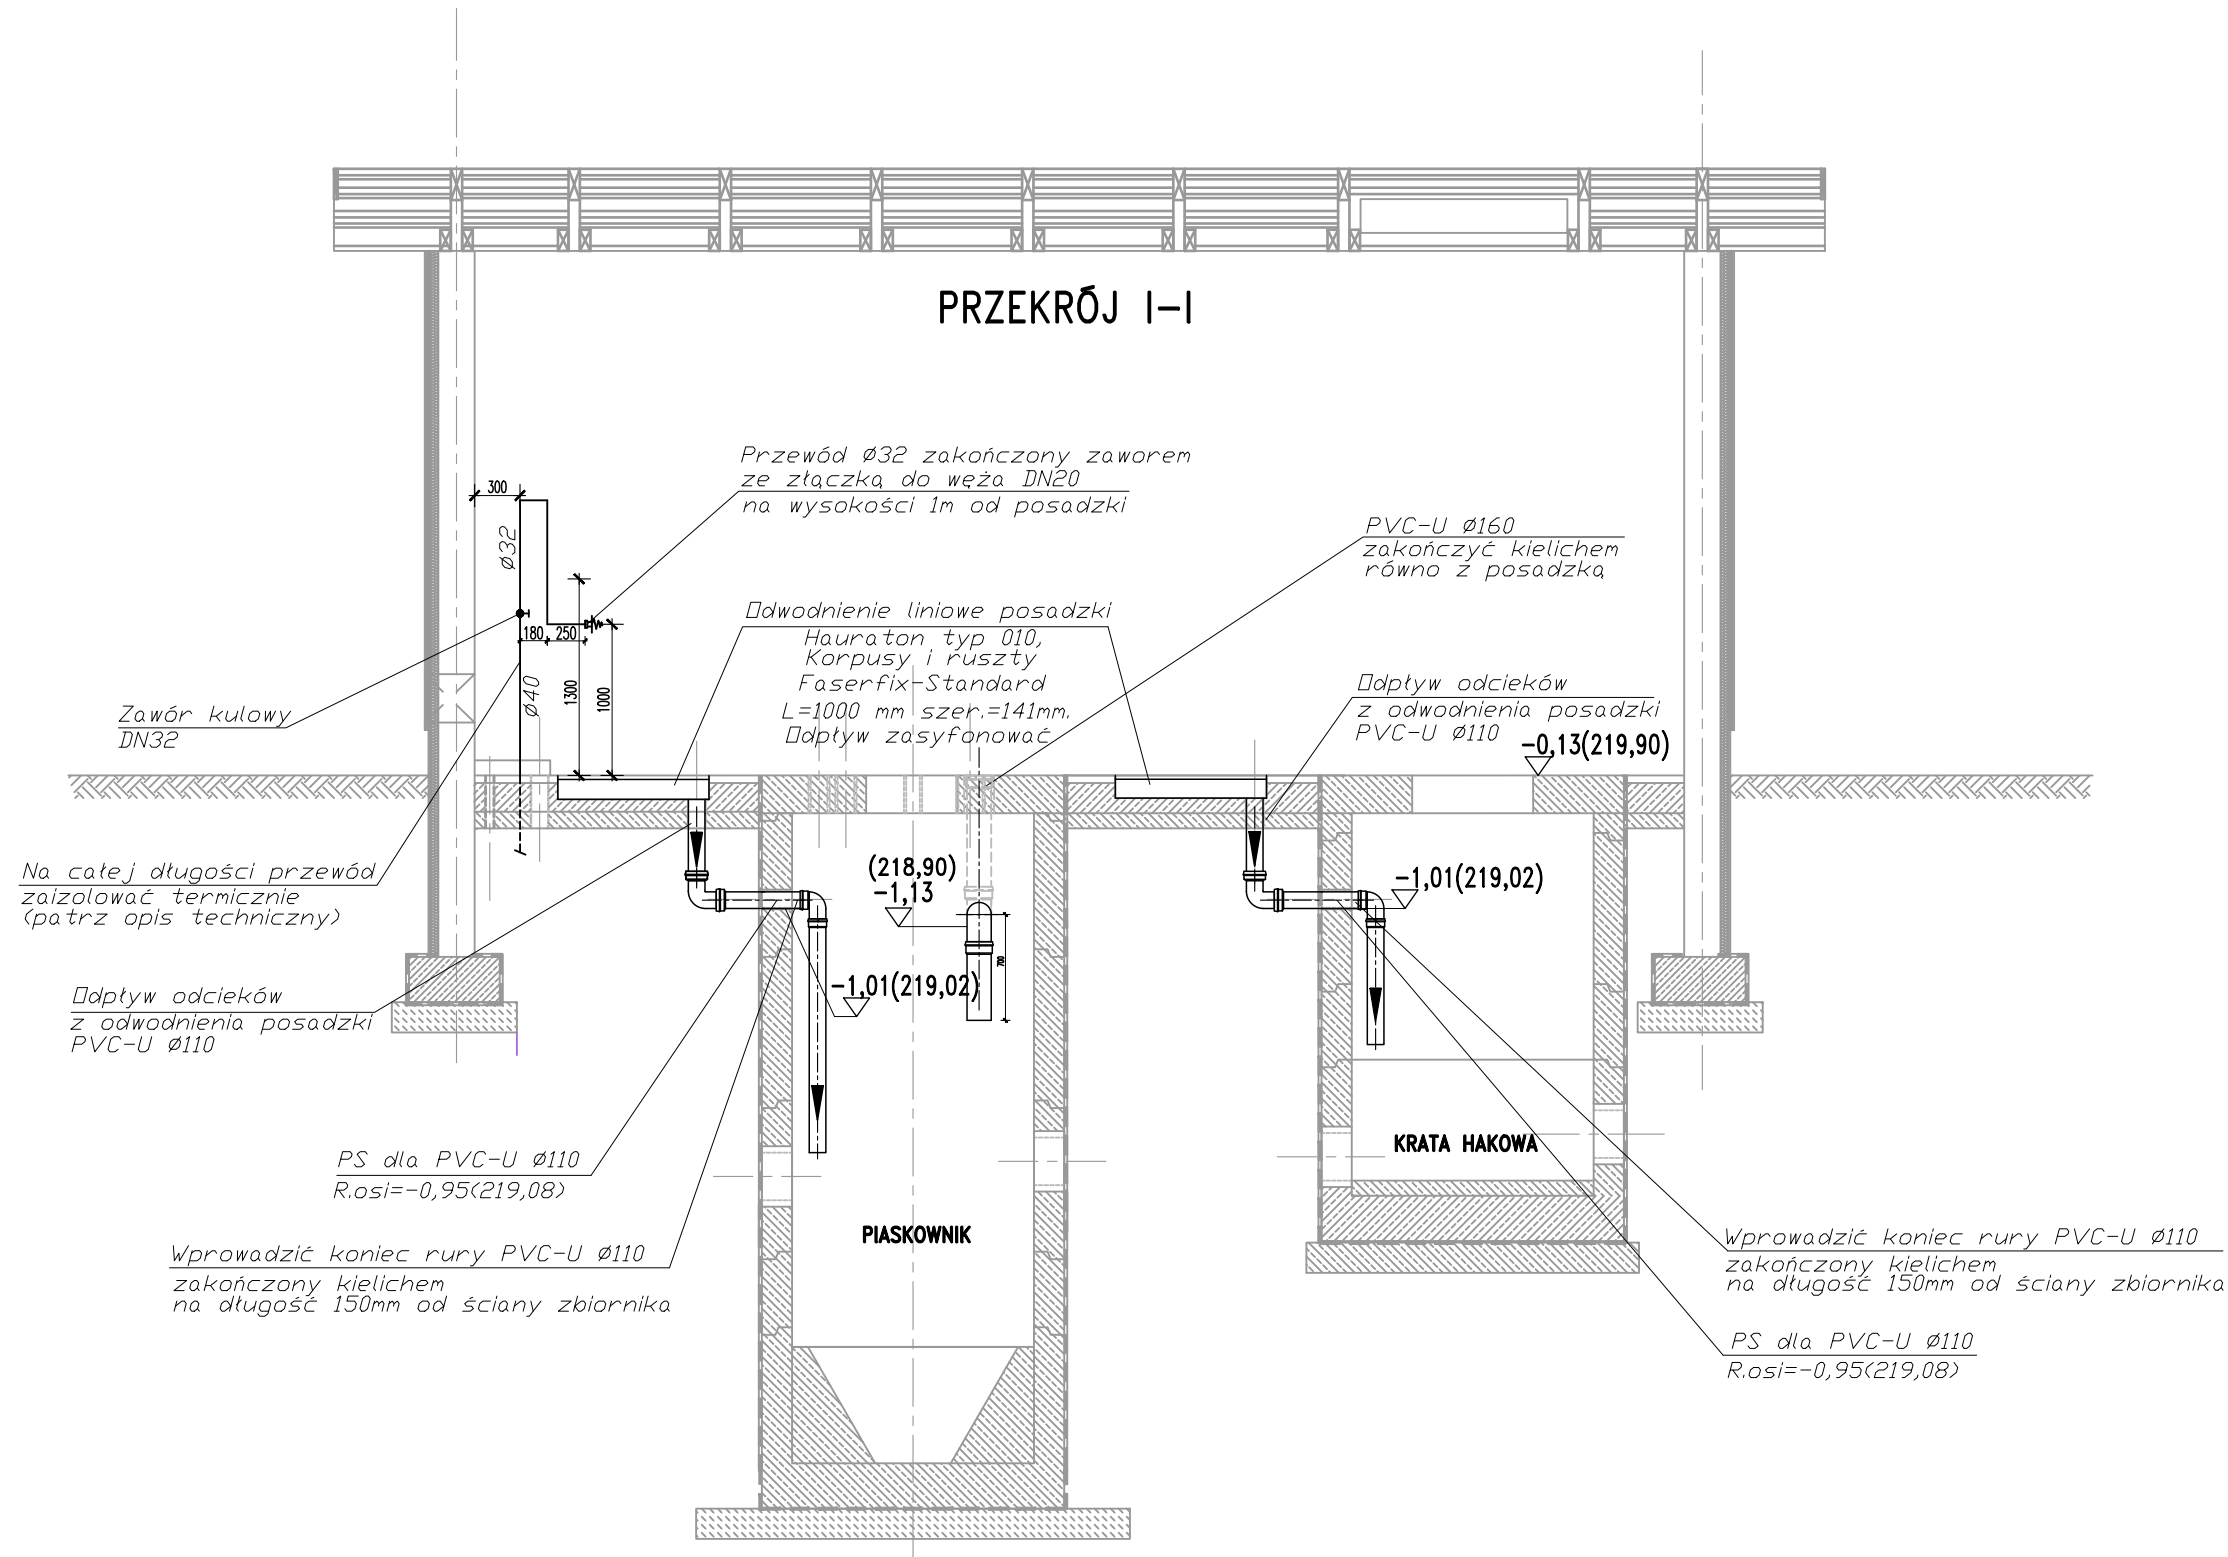 PRZEKRÓJ I-I
Przewód Ø32 zakończony zaworem
ze złączką do węża DN20
na wysokości 1m od posadzki
300
Ø32
PVC-U Ø160
zakończyć kielichem
równo z posadzką
Odwodnienie liniowe posadzki
Hauraton typ 010,
Korpusy i ruszty
Faserfix-Standard
L=1000 mm szer.=141mm.
Odpływ zasyfonować
180
250
1300
1000
Ø40
Zawór kulowy
DN32
Odpływ odcieków
z odwodnienia posadzki
PVC-U Ø110
-0,13(219,90)
Na całej długości przewód
zaizolować termicznie
(patrz opis techniczny)
(218,90)
-1,13
-1,01(219,02)
700
-1,01(219,02)
Odpływ odcieków
z odwodnienia posadzki
PVC-U Ø110
KRATA HAKOWA
PS dla PVC-U Ø110
R.osi=-0,95(219,08)
PIASKOWNIK
Wprowadzić koniec rury PVC-U Ø110
zakończony kielichem
na długość 150mm od ściany zbiornika
Wprowadzić koniec rury PVC-U Ø110
zakończony kielichem
na długość 150mm od ściany zbiornika
PS dla PVC-U Ø110
R.osi=-0,95(219,08)